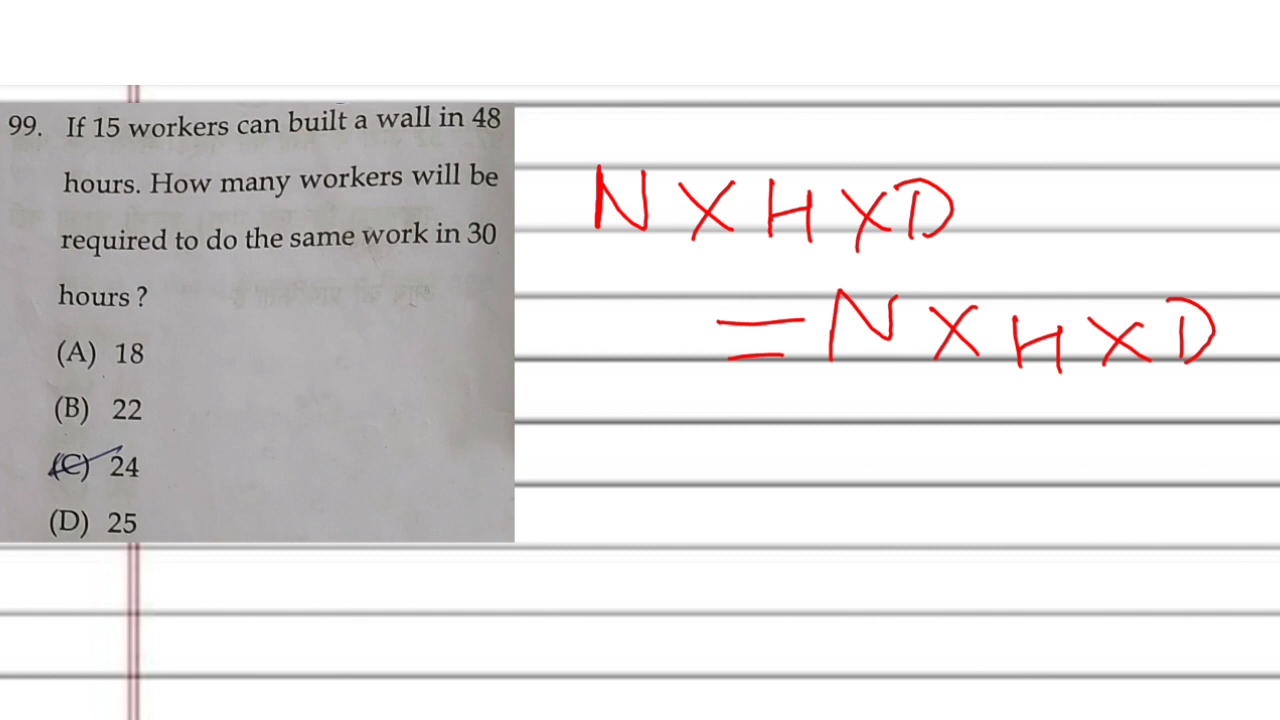 99. If 15 workers can built a wall in 48
hours. How many workers will be
required to do the same work in 30
hours ?
(A) 18
(B) 22
(C) 24
(D) 25
N X H X D
= N X H X D